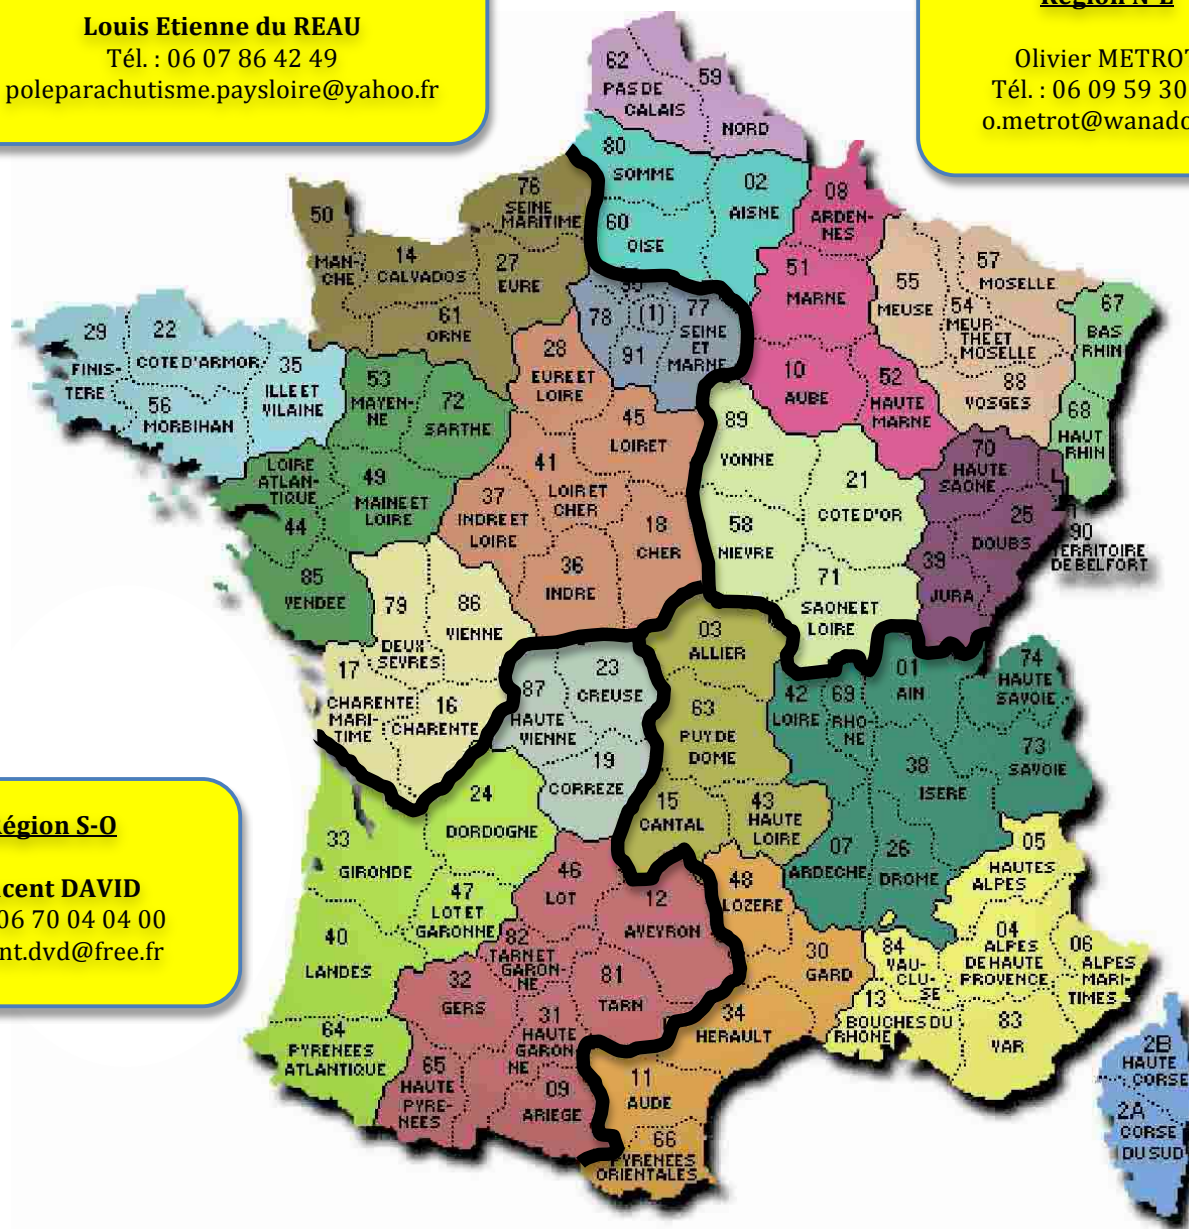 Louis Etienne du REAU
Tél. : 06 07 86 42 49
poleparachutisme.paysloire@yahoo.fr
Olivier METROT
Tél. : 06 09 59 30
o.metrot@wanado
Région S-O
cent DAVID
06 70 04 04 00
nt.dvd@free.fr
62
PAS DE
CALAIS
59
NORD
80
SOMME
02
AISNE
60
OISE
76
SEINE
MARITIME
50
MAN-
CHE
14
CALVADOS
27
EURE
61
ORNE
08
ARDEN-
NES
51
MARNE
10
AUBE
52
HAUTE
MARNE
55
MEUSE
54
MEUR-
THE ET
MOSELLE
57
MOSELLE
88
VOSGES
67
BAS
RHIN
68
HAUT
RHIN
29
FINIS-
TERE
22
COTE D'ARMOR
35
ILLE ET
VILAINE
56
MORBIHAN
53
MAYEN-
NE
72
SARTHE
LOIRE
ATLAN-
TIQUE
44
49
MAINE ET
LOIRE
85
VENDEE
78
(1)
77
SEINE
ET
MARNE
91
28
EURE ET
LOIRE
45
LOIRET
41
LOIR ET
CHER
37
INDRE ET
LOIRE
18
CHER
36
INDRE
89
YONNE
21
COTE D'OR
58
NIEVRE
71
SAONE ET
LOIRE
70
HAUTE
SAONE
25
DOUBS
39
JURA
90
TERRITOIRE
DE BELFORT
79
DEUX
SEVRES
86
VIENNE
17
CHARENTE
MARI-
TIME
16
CHARENTE
87
HAUTE
VIENNE
23
CREUSE
19
CORREZE
03
ALLIER
63
PUY DE
DOME
15
CANTAL
43
HAUTE
LOIRE
42
LOIRE
69
RHO-
NE
01
AIN
74
HAUTE
SAVOIE
73
SAVOIE
38
ISERE
07
ARDECHE
26
DROME
24
DORDOGNE
33
GIRONDE
47
LOT ET
GARONNE
40
LANDES
64
PYRENEES
ATLANTIQUE
46
LOT
12
AVEYRON
82
TARN ET
GARON-
NE
32
GERS
81
TARN
31
HAUTE
GARON-
NE
65
HAUTE
PYRE-
NEES
09
ARIEGE
48
LOZERE
30
GARD
34
HERAULT
11
AUDE
66
PYRENEES
ORIENTALES
05
HAUTES
ALPES
04
ALPES
DE HAUTE
PROVENCE
06
ALPES
MARI-
TIMES
84
VAU-
CLU-
SE
13
BOUCHES DU
RHONE
83
VAR
2B
HAUTE
CORSE
2A
CORSE
DU SUD